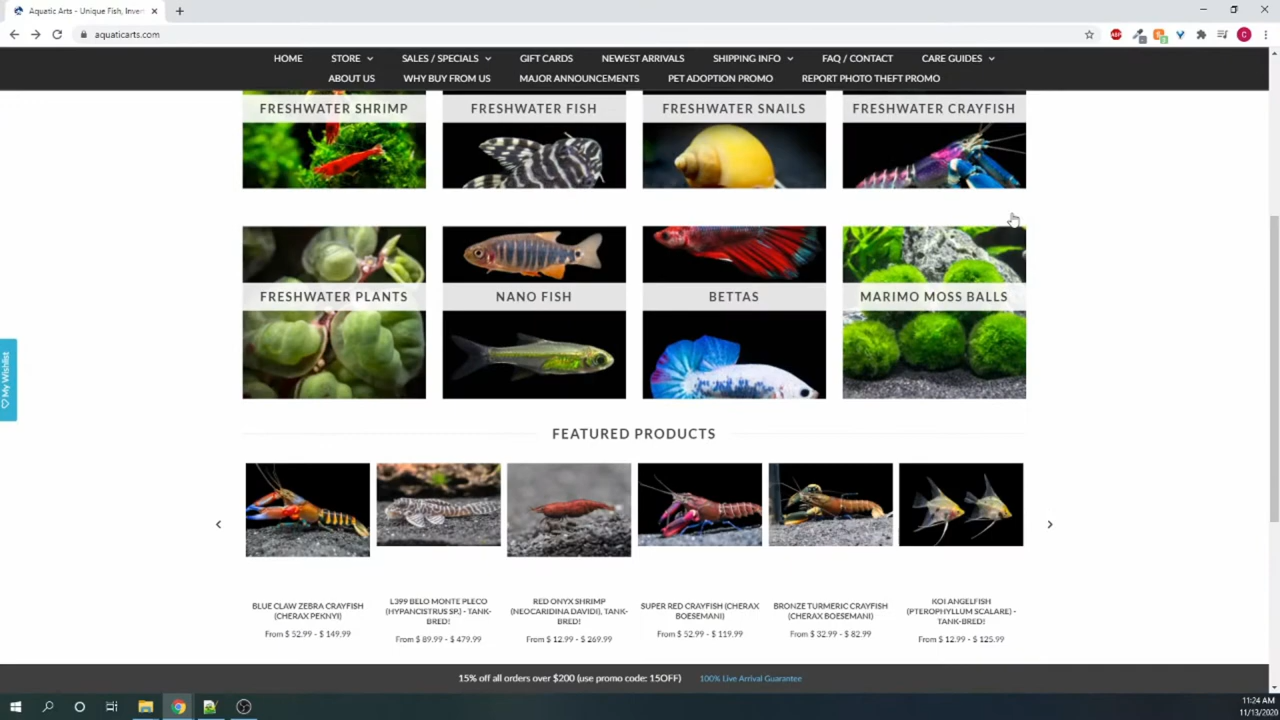 Aquatic Arts - Unique Fish, Inver
aquaticarts.com
HOME STORE SALES / SPECIALS GIFT CARDS NEWEST ARRIVALS SHIPPING INFO FAQ / CONTACT CARE GUIDES
ABOUT US WHY BUY FROM US MAJOR ANNOUNCEMENTS PET ADOPTION PROMO REPORT PHOTO THEFT PROMO
FRESHWATER SHRIMP FRESHWATER FISH FRESHWATER SNAILS FRESHWATER CRAYFISH
FRESHWATER PLANTS NANO FISH BETTAS MARIMO MOSS BALLS
My Wishlist
FEATURED PRODUCTS
BLUE CLAW ZEBRA CRAYFISH
(CHERAX PEKNYI)
From $ 52.99 - $ 149.99
L399 BELO MONTE PLECO
(HYPANCISTRUS SP.) - TANK-
BRED!
From $ 89.99 - $ 479.99
RED ONYX SHRIMP
(NEOCARIDINA DAVIDI), TANK-
BRED!
From $ 12.99 - $ 269.99
SUPER RED CRAYFISH (CHERAX
BOESEMANI)
From $ 52.99 - $ 119.99
BRONZE TURMERIC CRAYFISH
(CHERAX BOESEMANI)
From $ 32.99 - $ 82.99
KOI ANGELFISH
(PTEROPHYLLUM SCALARE) -
TANK-BRED!
From $ 12.99 - $ 125.99
15% off all orders over $200 (use promo code: 15OFF) 100% Live Arrival Guarantee
11:24 AM
11/13/2020